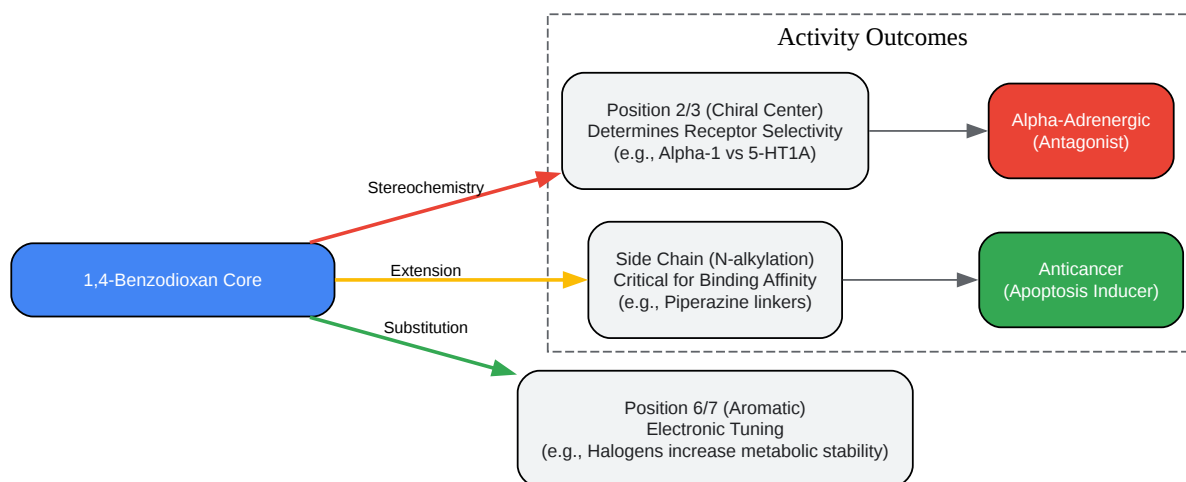 Activity Outcomes
Position 2/3 (Chiral Center)
Determines Receptor Selectivity
(e.g., Alpha-1 vs 5-HT1A)
Alpha-Adrenergic
(Antagonist)
Stereochemistry
1,4-Benzodioxan Core
Extension
Side Chain (N-alkylation)
Critical for Binding Affinity
(e.g., Piperazine linkers)
Anticancer
(Apoptosis Inducer)
Substitution
Position 6/7 (Aromatic)
Electronic Tuning
(e.g., Halogens increase metabolic stability)